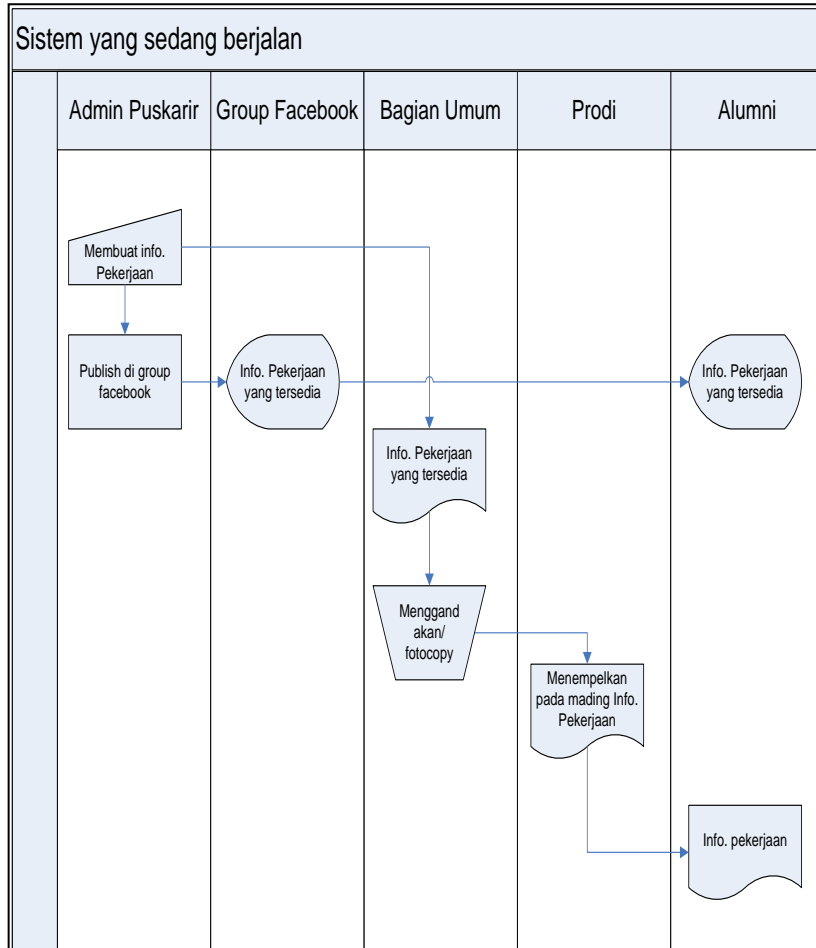 Sistem yang sedang berjalan
Admin Puskarir
Group Facebook
Bagian Umum
Prodi
Alumni
Membuat info.
Pekerjaan
Publish di group
facebook
Info. Pekerjaan
yang tersedia
Info. Pekerjaan
yang tersedia
Info. Pekerjaan
yang tersedia
Menggand
akan/
fotocopy
Menempelkan
pada mading Info.
Pekerjaan
Info. pekerjaan